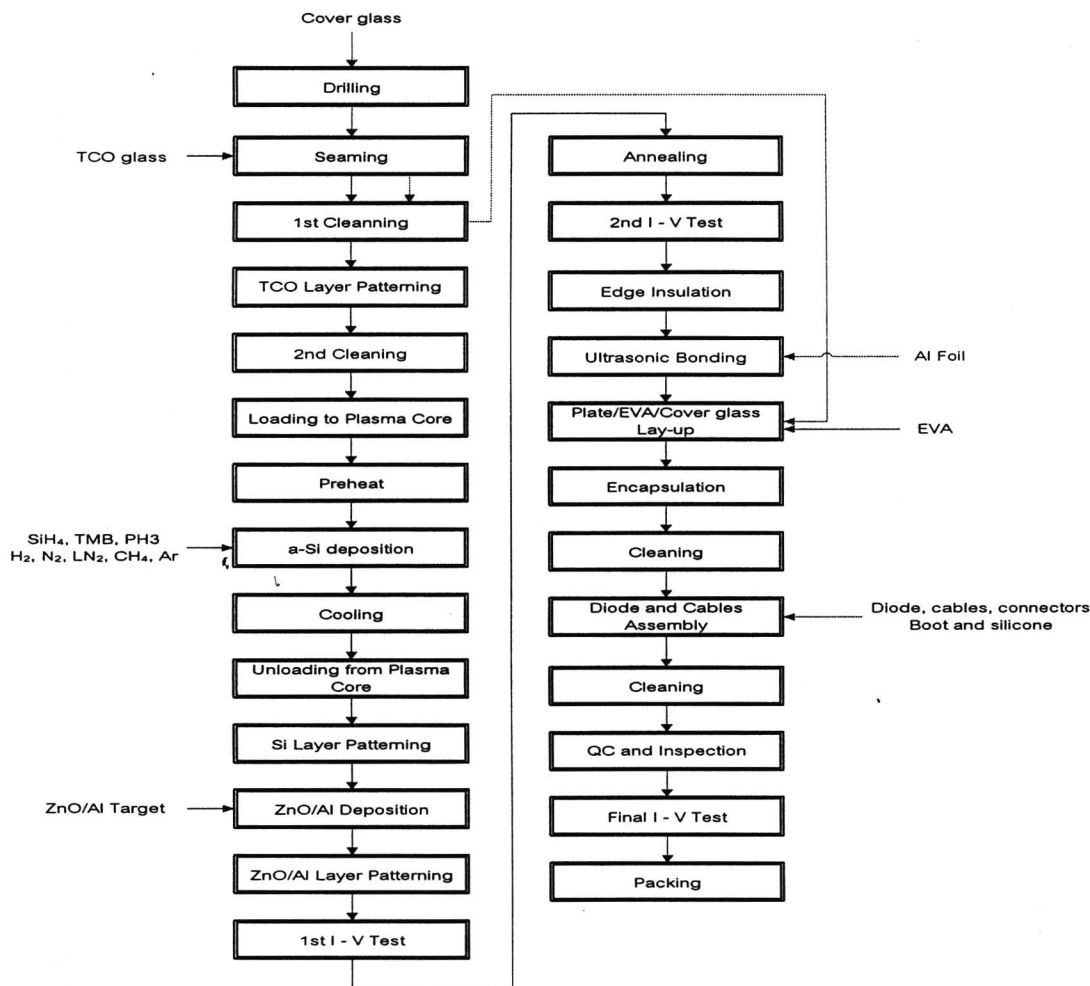 Cover glass
Drilling
TCO glass
Seaming
1st Cleanning
TCO Layer Patterning
2nd Cleaning
Loading to Plasma Core
Preheat
SiH₄, TMB, PH3
H₂, N₂, LN₂, CH₄, Ar
a-Si deposition
Cooling
Unloading from Plasma
Core
Si Layer Patterning
ZnO/Al Target
ZnO/Al Deposition
ZnO/Al Layer Patterning
1st I - V Test
Annealing
2nd I - V Test
Edge Insulation
Ultrasonic Bonding
Al Foil
Plate/EVA/Cover glass
Lay-up
EVA
Encapsulation
Cleaning
Diode and Cables
Assembly
Diode, cables, connectors
Boot and silicone
Cleaning
QC and Inspection
Final I - V Test
Packing